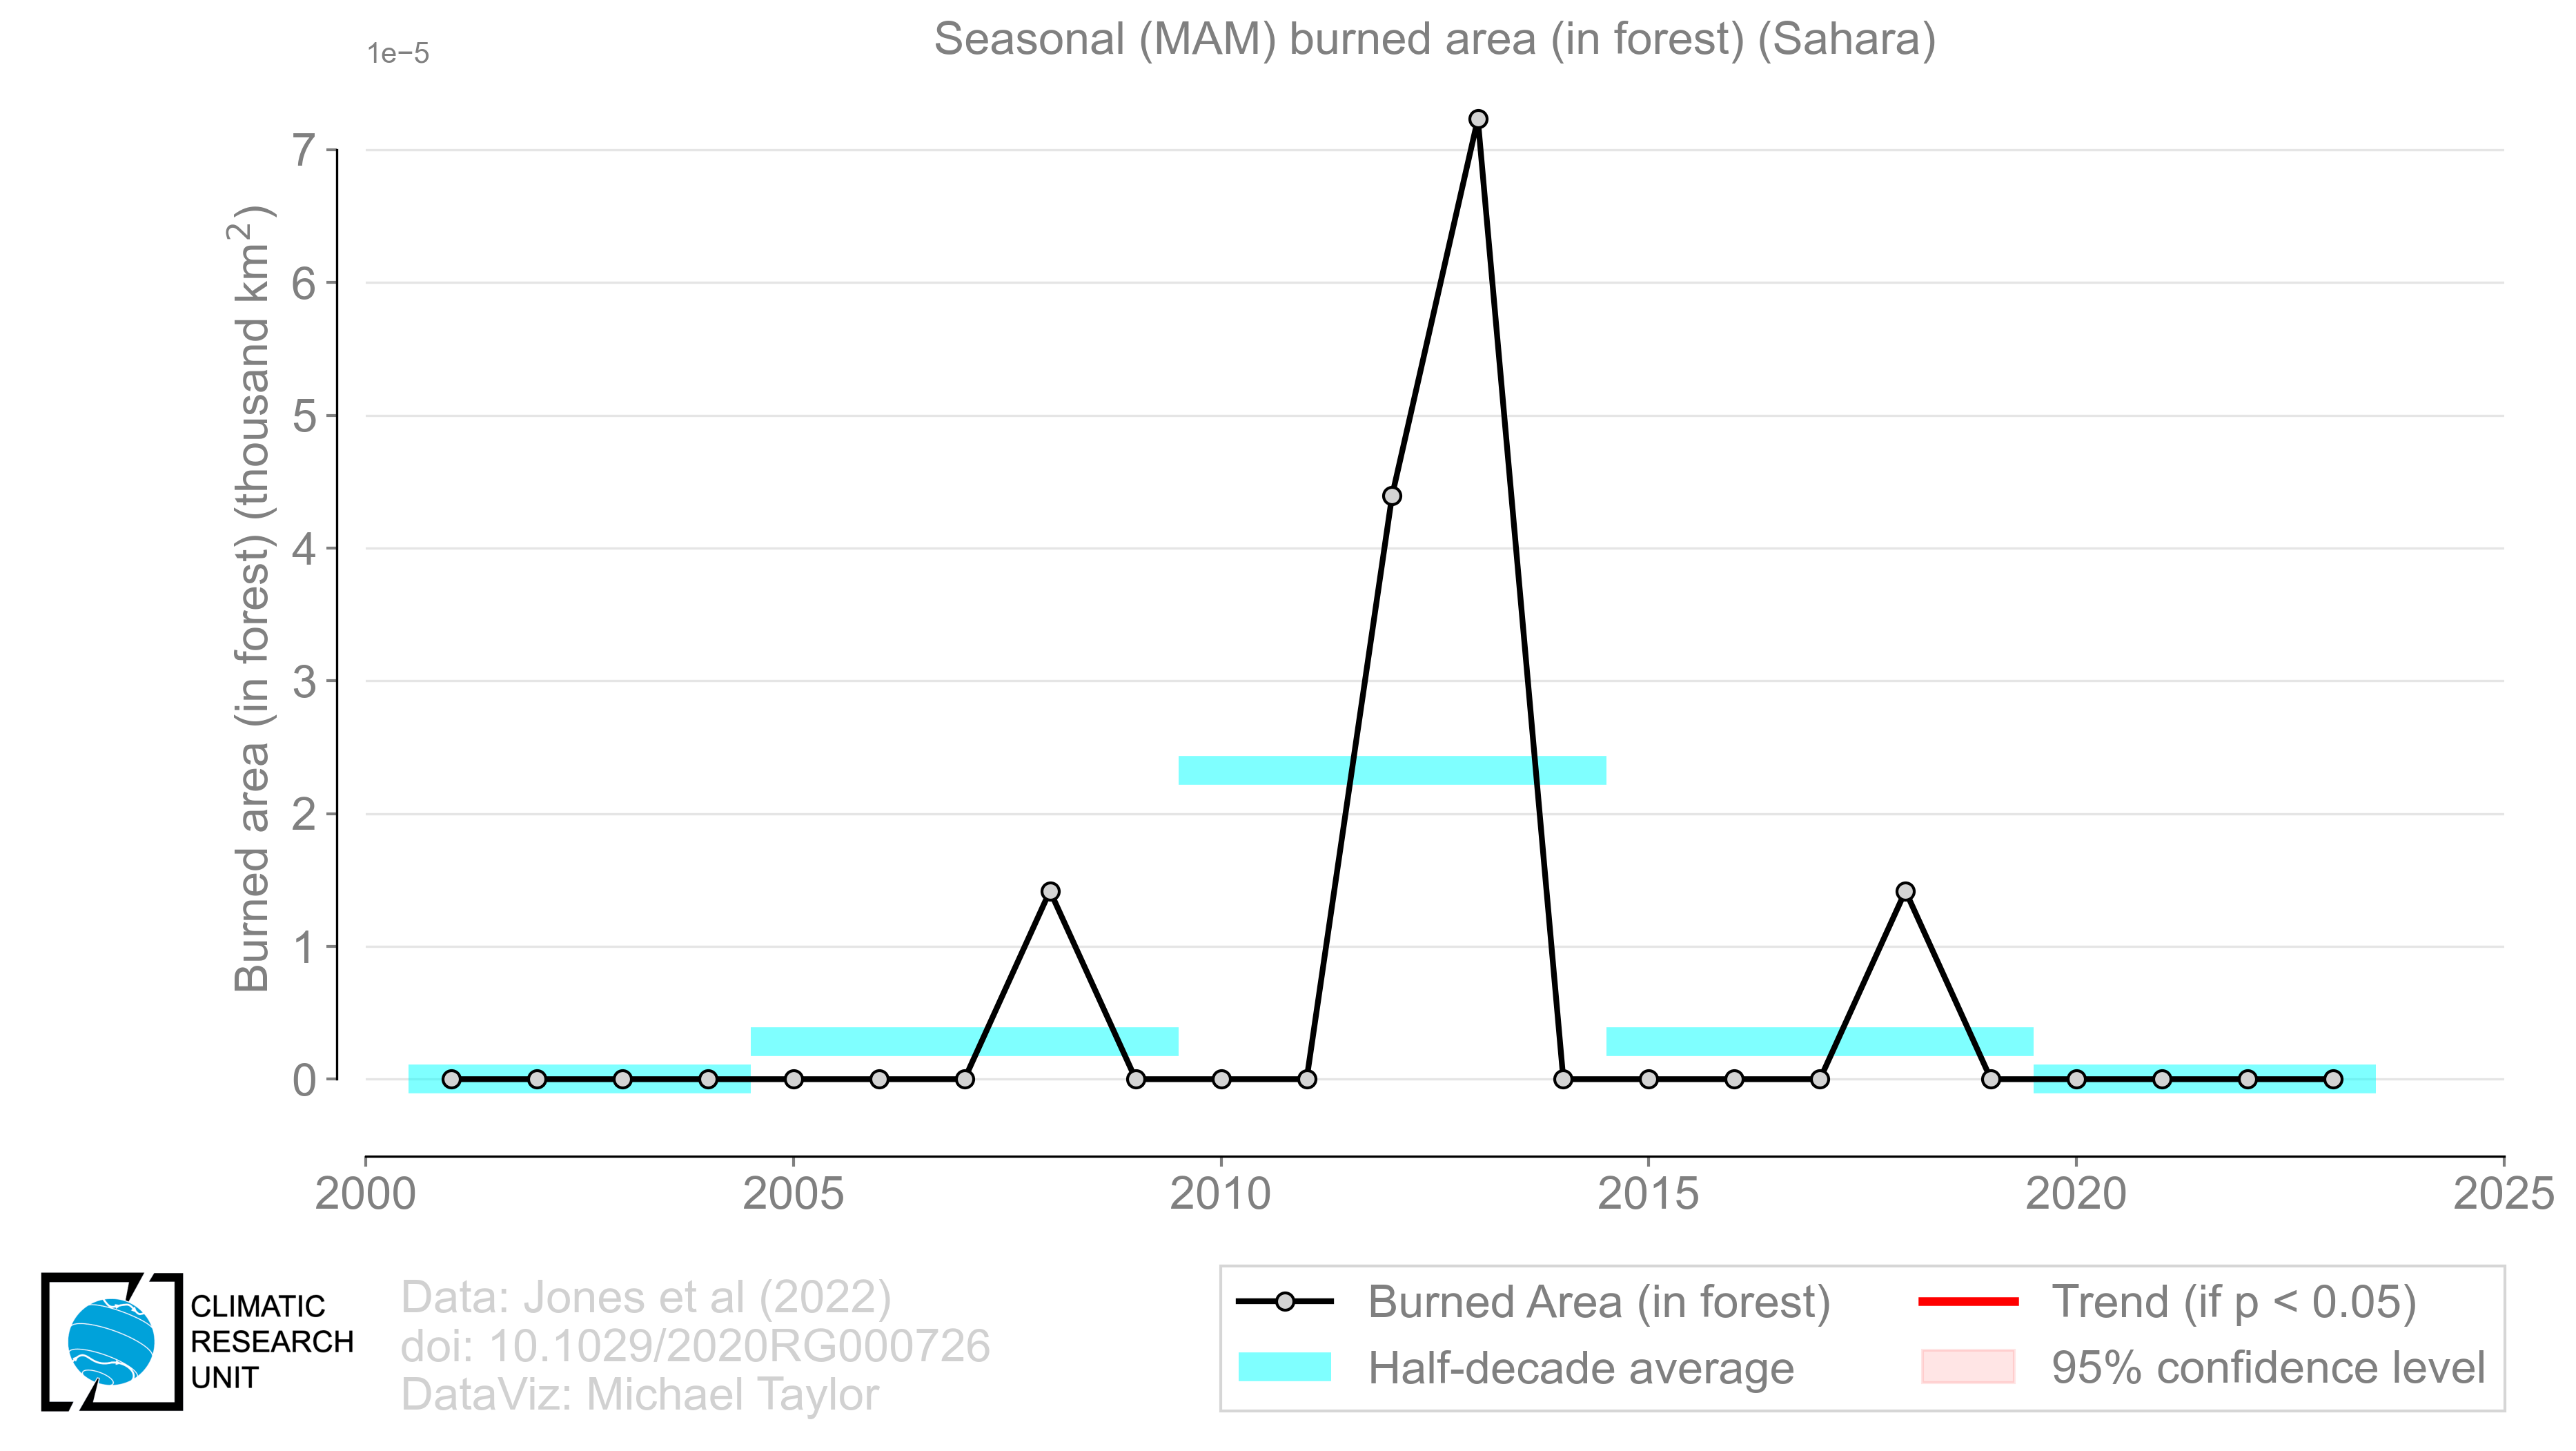 Seasonal (MAM) burned area (in forest) (Sahara)
1e−5
Burned area (in forest) (thousand km²)
7
6
5
4
3
2
1
0
2000 2005 2010 2015 2020 2025
CLIMATIC
RESEARCH
UNIT
Data: Jones et al (2022)
doi: 10.1029/2020RG000726
DataViz: Michael Taylor
Burned Area (in forest)
Half-decade average
Trend (if p < 0.05)
95% confidence level